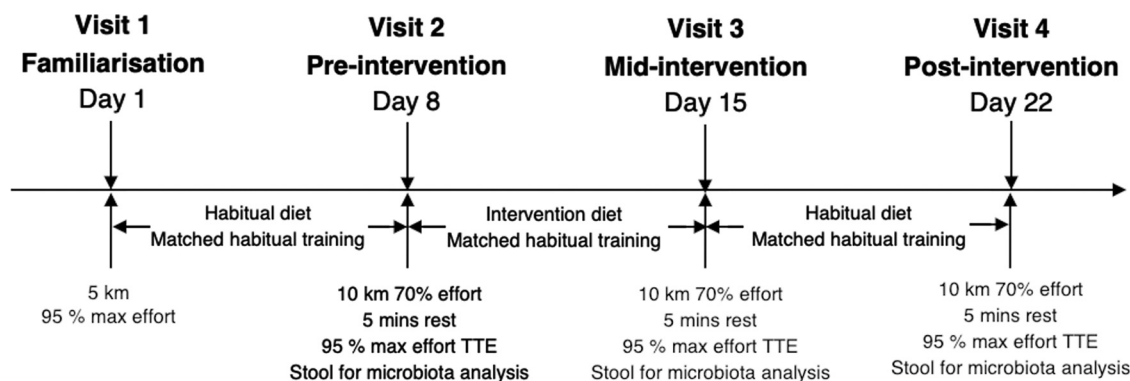 Visit 1
Familiarisation
Day 1
Visit 2
Pre-intervention
Day 8
Visit 3
Mid-intervention
Day 15
Visit 4
Post-intervention
Day 22
Habitual diet
Matched habitual training
Intervention diet
Matched habitual training
Habitual diet
Matched habitual training
5 km
95 % max effort
10 km 70% effort
5 mins rest
95 % max effort TTE
Stool for microbiota analysis
10 km 70% effort
5 mins rest
95 % max effort TTE
Stool for microbiota analysis
10 km 70% effort
5 mins rest
95 % max effort TTE
Stool for microbiota analysis